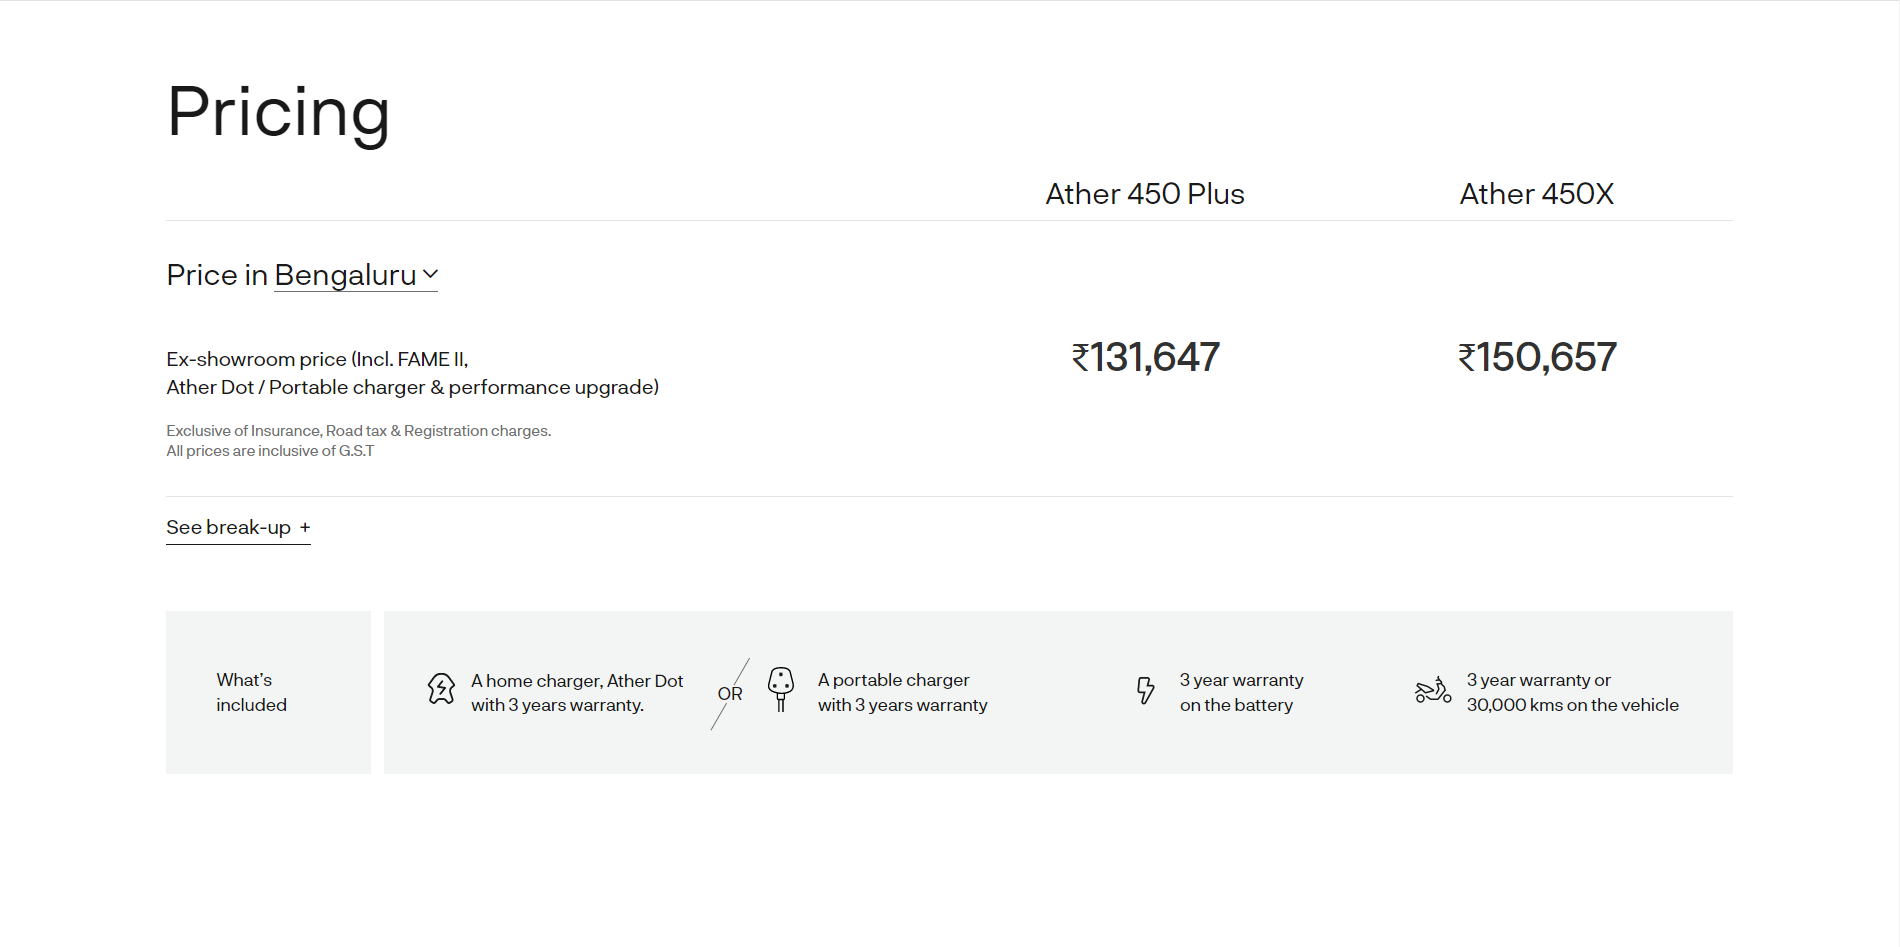 Pricing
Ather 450 Plus
Ather 450X
Price in Bengaluru
Ex-showroom price (Incl. FAME II,
Ather Dot / Portable charger & performance upgrade)
₹131,647
₹150,657
Exclusive of Insurance, Road tax & Registration charges.
All prices are inclusive of G.S.T
See break-up +
What's
included
A home charger, Ather Dot
with 3 years warranty.
OR
A portable charger
with 3 years warranty
3 year warranty
on the battery
3 year warranty or
30,000 kms on the vehicle